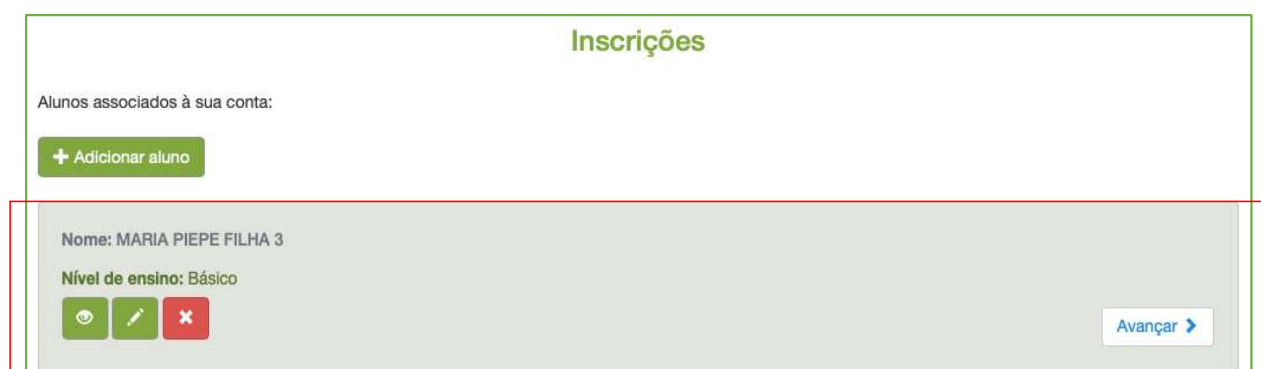 Inscrições
Alunos associados à sua conta:
Adicionar aluno
Nome: MARIA PIEPE FILHA 3
Nível de ensino: Básico
Avançar